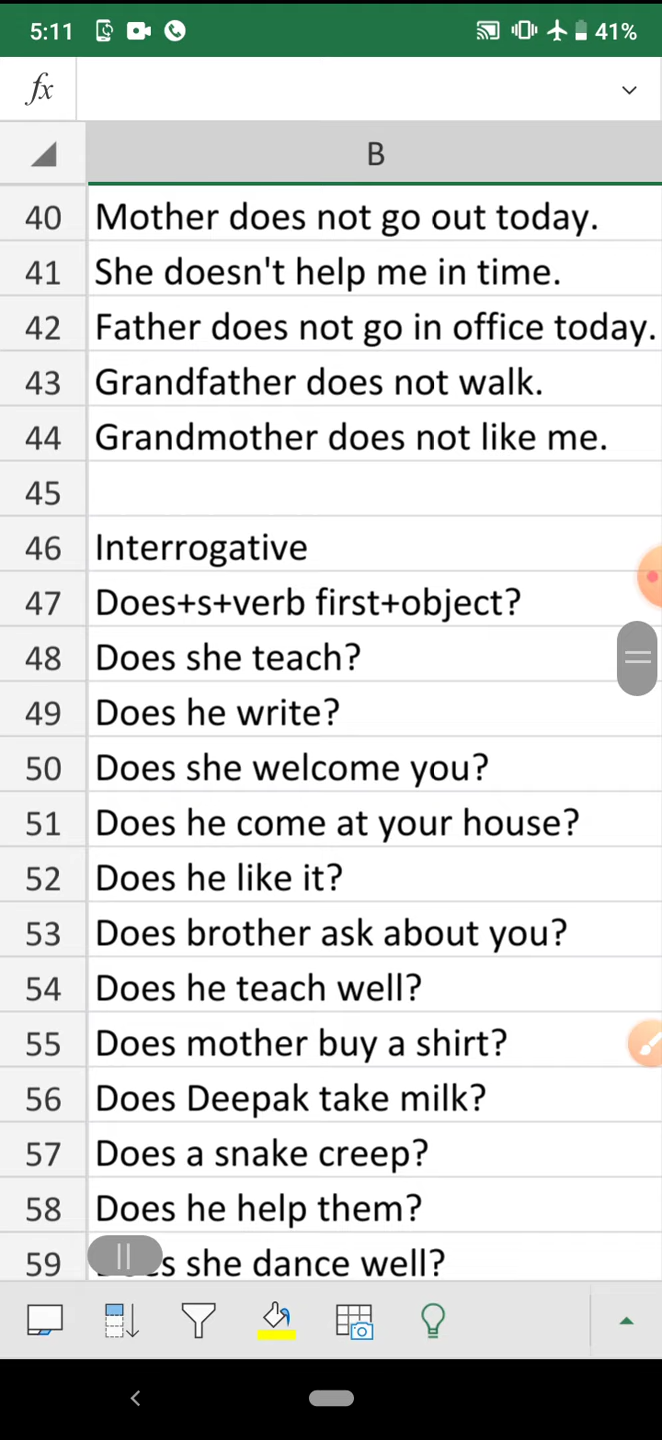 5:11
41%
fx
B
40 Mother does not go out today.
41 She doesn't help me in time.
42 Father does not go in office today.
43 Grandfather does not walk.
44 Grandmother does not like me.
45
46 Interrogative
47 Does+s+verb first+object?
48 Does she teach?
49 Does he write?
50 Does she welcome you?
51 Does he come at your house?
52 Does he like it?
53 Does brother ask about you?
54 Does he teach well?
55 Does mother buy a shirt?
56 Does Deepak take milk?
57 Does a snake creep?
58 Does he help them?
59 she dance well?